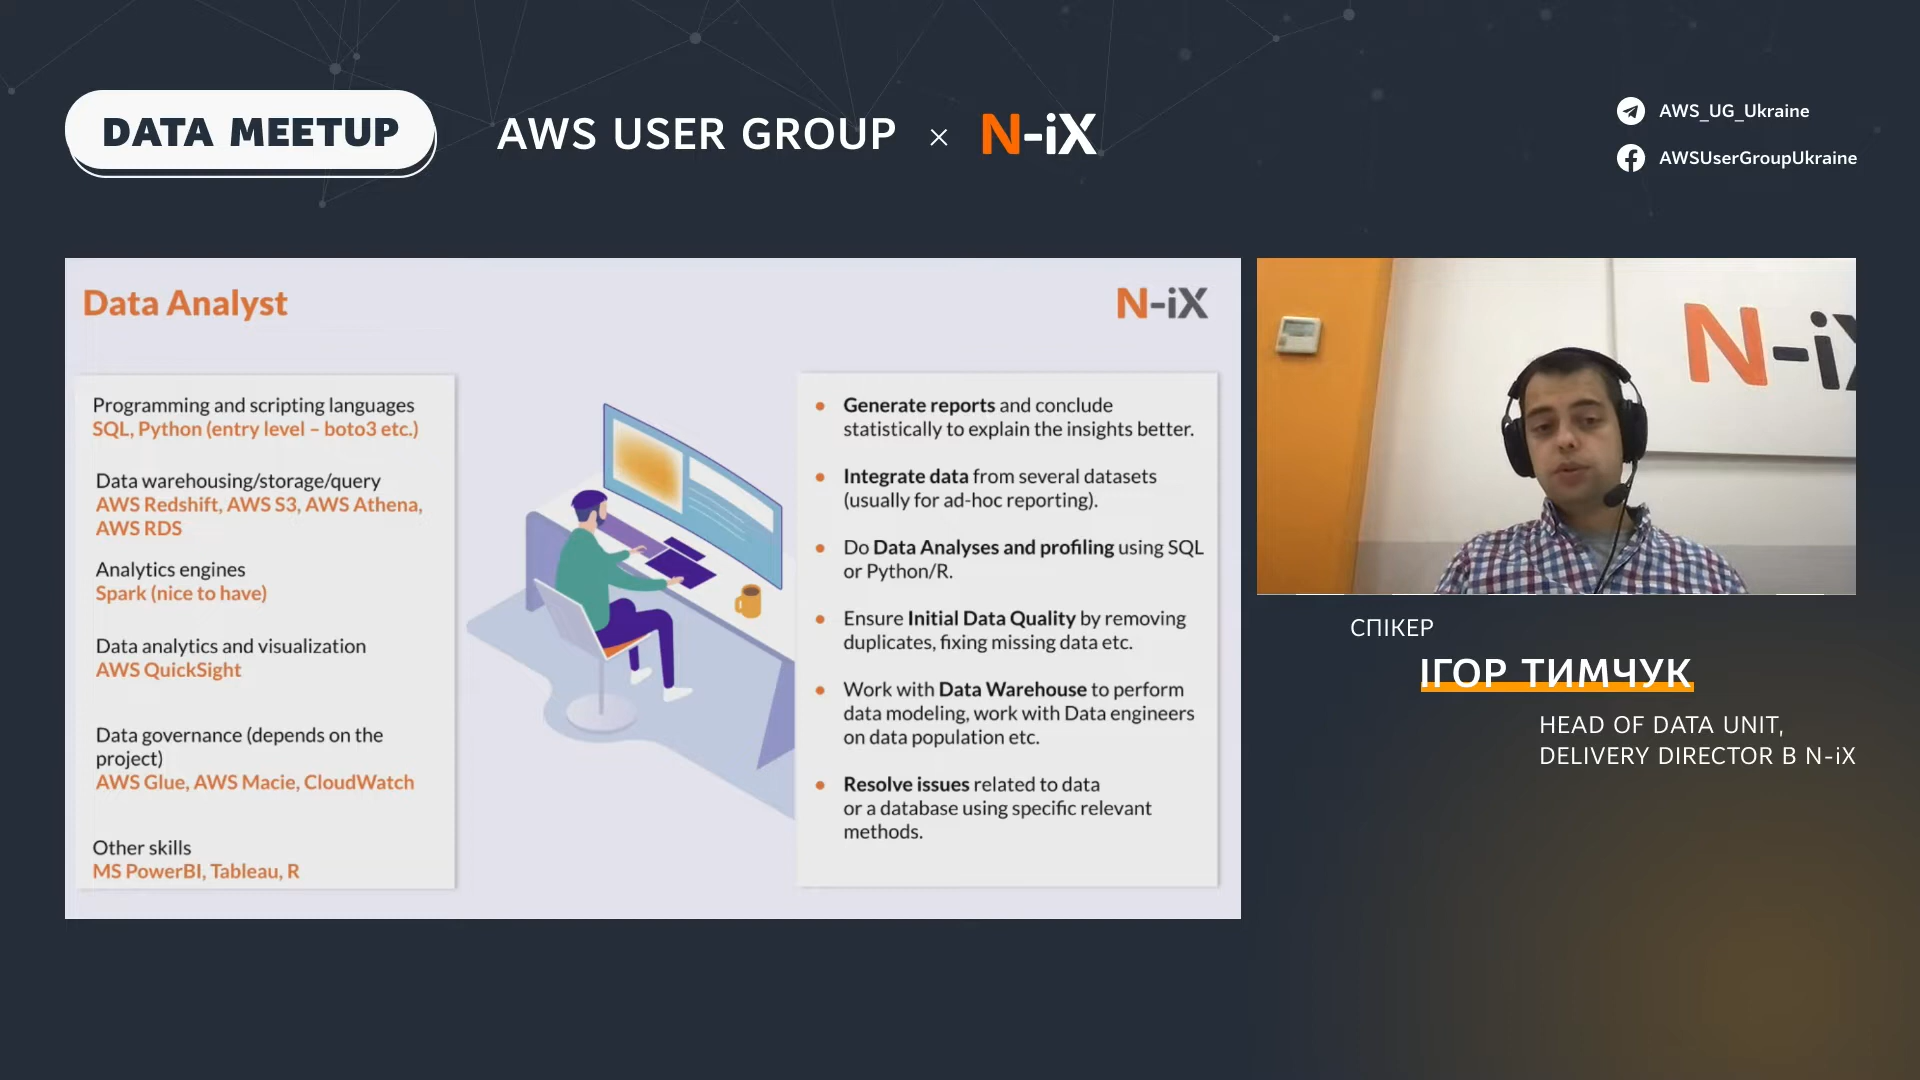 DATA MEETUP
AWS USER GROUP × N-iX
AWS_UG_Ukraine
AWSUserGroupUkraine
Data Analyst
N-iX
Programming and scripting languages
SQL, Python (entry level – boto3 etc.)
Data warehousing/storage/query
AWS Redshift, AWS S3, AWS Athena,
AWS RDS
Analytics engines
Spark (nice to have)
Data analytics and visualization
AWS QuickSight
Data governance (depends on the
project)
AWS Glue, AWS Macie, CloudWatch
Other skills
MS PowerBI, Tableau, R
• Generate reports and conclude
statistically to explain the insights better.
• Integrate data from several datasets
(usually for ad-hoc reporting).
• Do Data Analyses and profiling using SQL
or Python/R.
• Ensure Initial Data Quality by removing
duplicates, fixing missing data etc.
• Work with Data Warehouse to perform
data modeling, work with Data engineers
on data population etc.
• Resolve issues related to data
or a database using specific relevant
methods.
N-iX
СПІКЕР
ІГОР ТИМЧУК
HEAD OF DATA UNIT,
DELIVERY DIRECTOR В N-iX